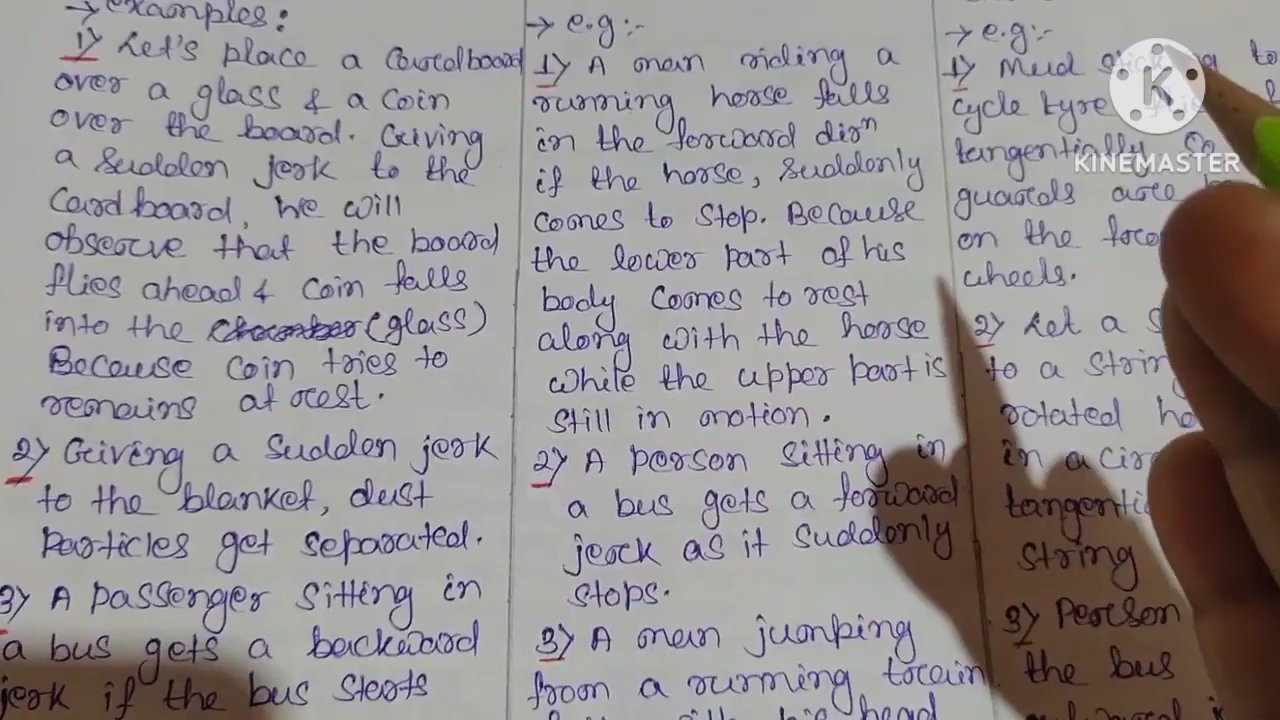 → examples:
1) Let's place a Cardboard
over a glass & a coin
over the board. Giving
a sudden jerk to the
Cardboard, we will
observe that the board
flies ahead & coin falls
into the (glass)
Because coin tries to
remains at rest.
2) Giving a sudden jerk
to the blanket, dust
Particles get separated.
3) A passenger sitting in
a bus gets a backward
jerk if the bus starts
→ e.g:-
1) A man riding a
running horse falls
in the forward dirn
if the horse, suddenly
comes to stop. Because
the lower part of his
body comes to rest
along with the horse
while the upper part is
still in motion.
2) A person sitting in
a bus gets a forward
jerk as it suddenly
stops.
3) A man jumping
from a running train
head
→ e.g:-
1) Mud to
cycle tyre
tangentially. So
guards are
on the
wheels.
2) Let a
to a
rotated
in a
string
3) Person
the bus
KINEMASTER
K